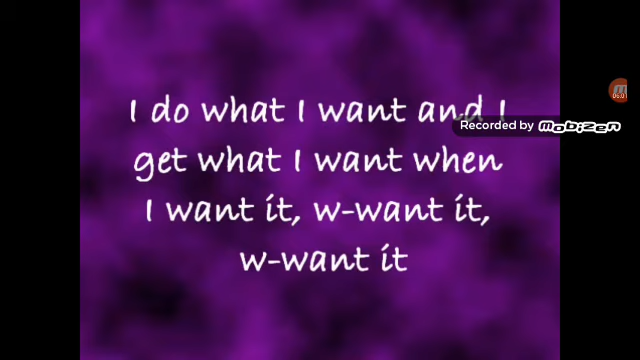 I do what I want and I
get what I want when
I want it, w-want it,
w-want it
Recorded by mobizen